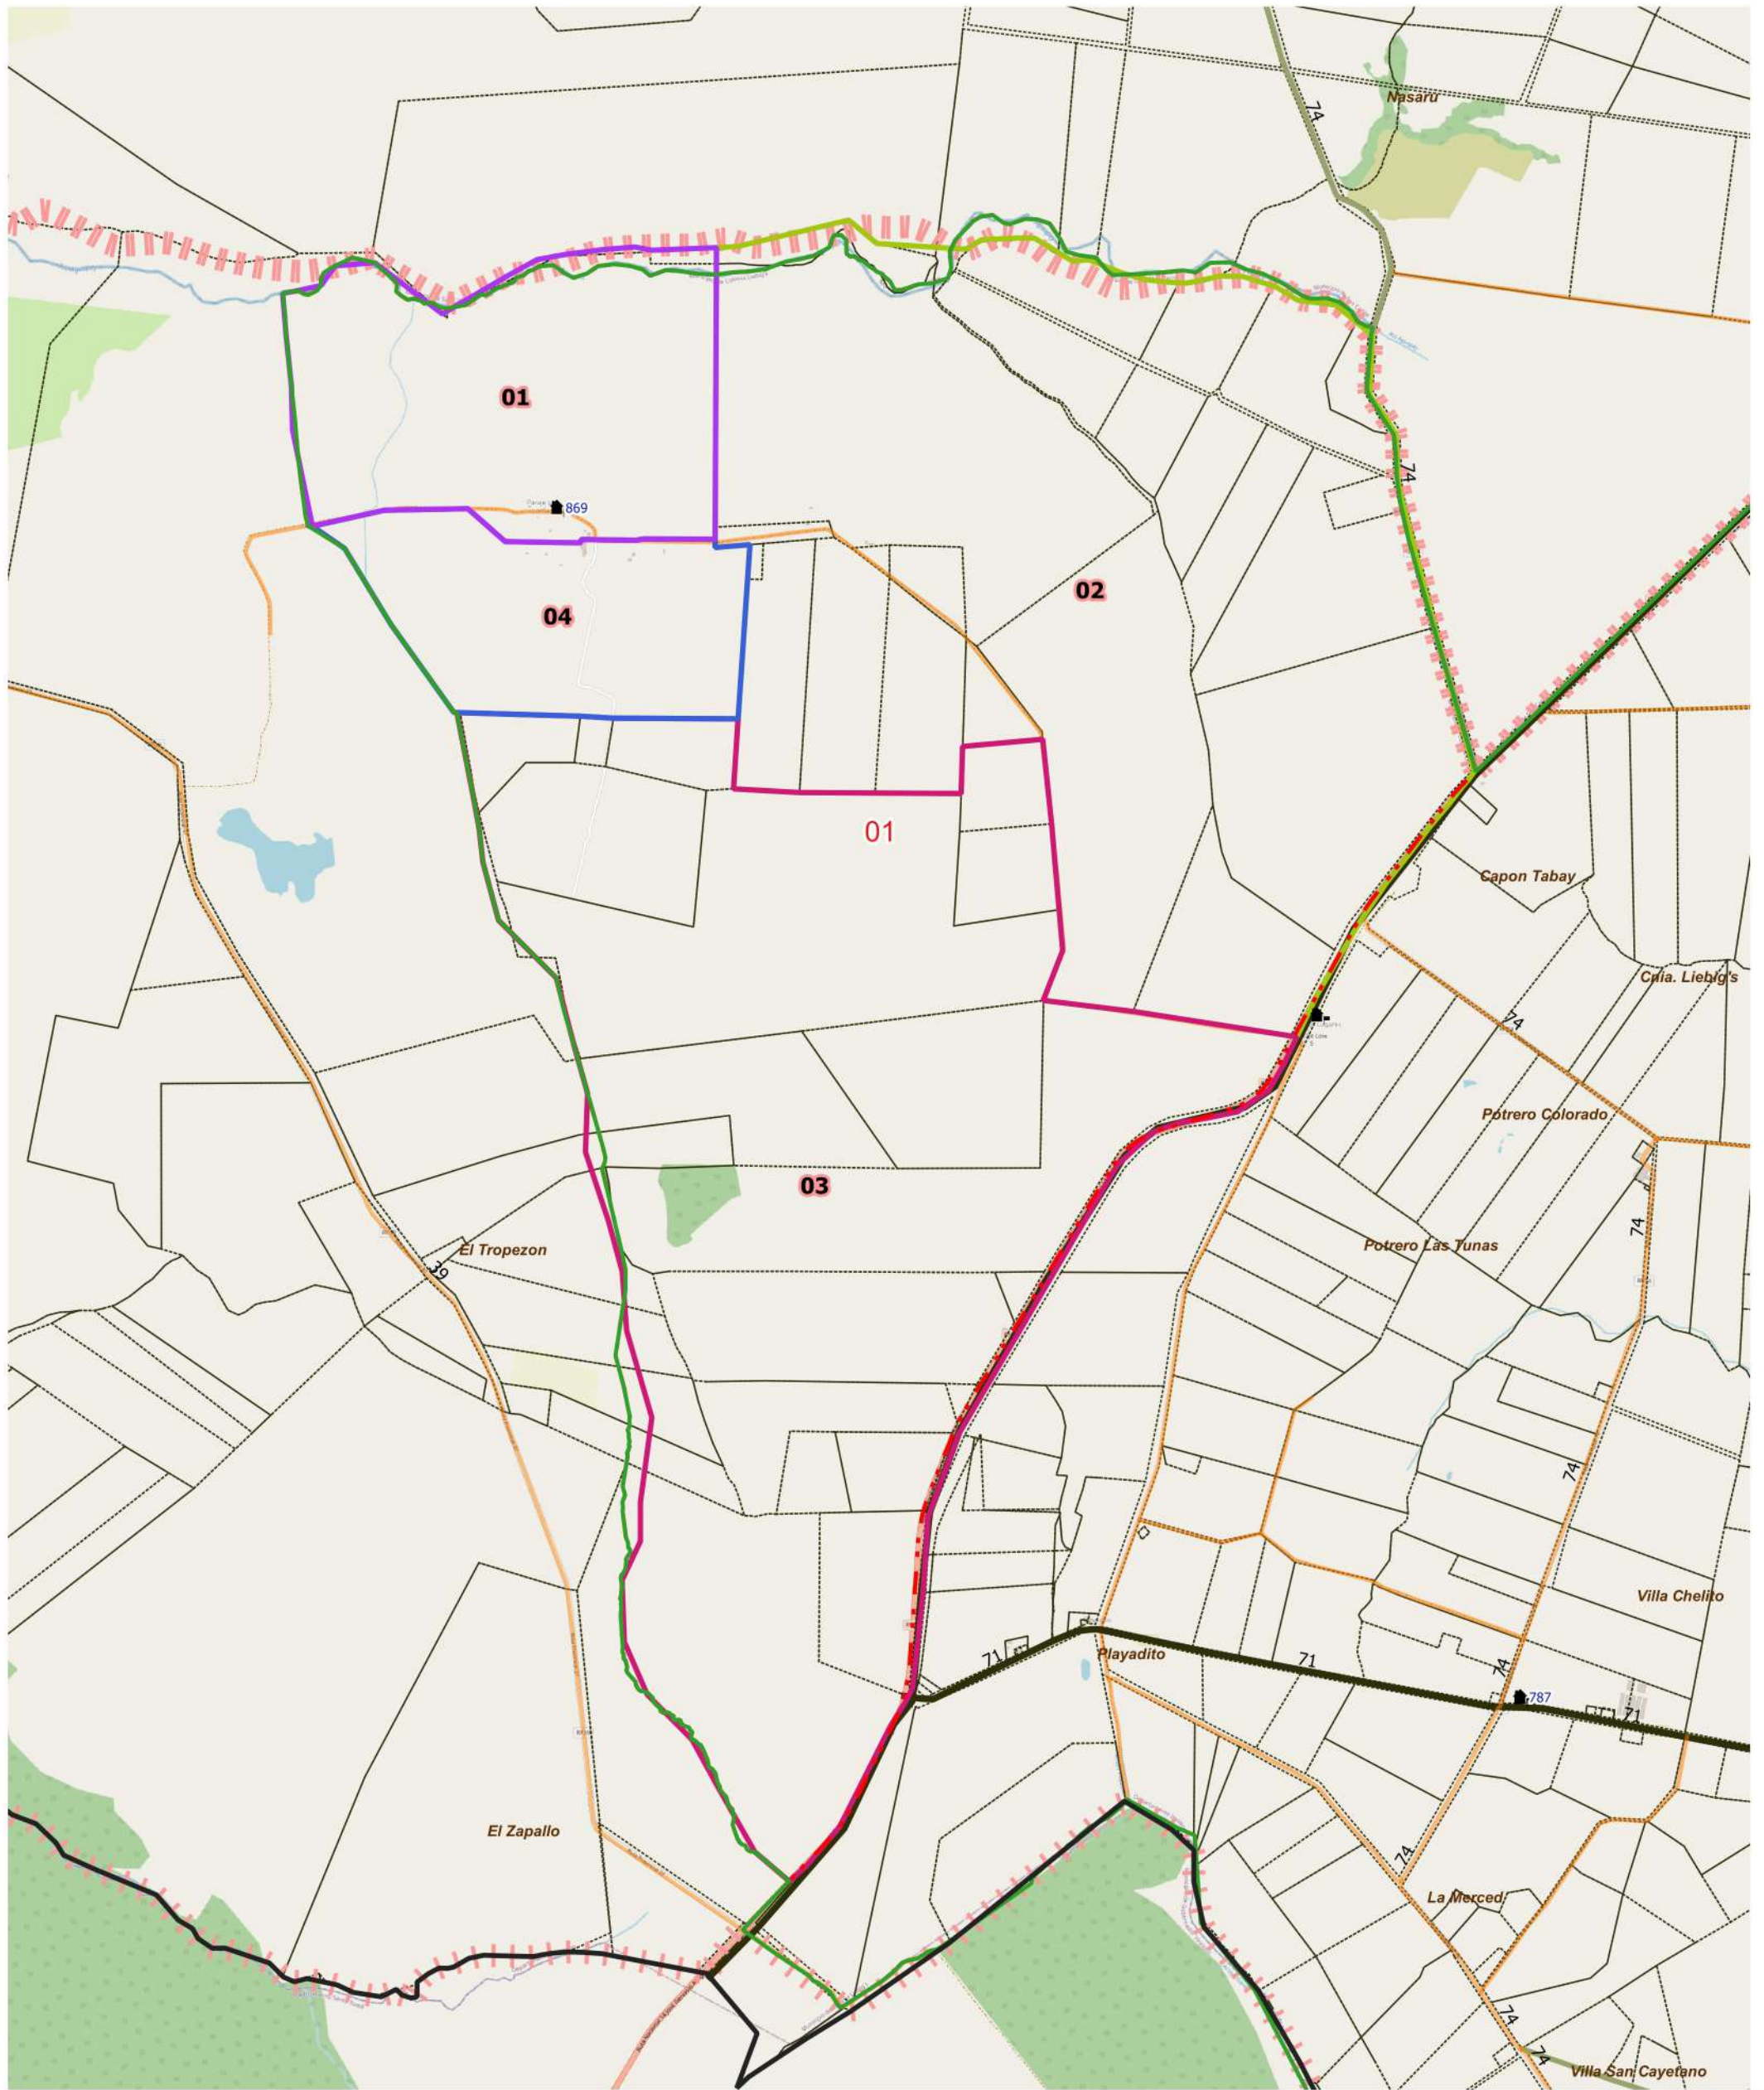 Nasaru
74
01
869
74
02
04
01
Capon Tabay
Cnia. Liebig's
74
Potrero Colorado
03
74
Potrero Las Tunas
El Tropezon
39
74
Villa Chelito
71
Playadito
71
74
787
71
El Zapallo
74
La Merced
74
74
Villa San Cayetano